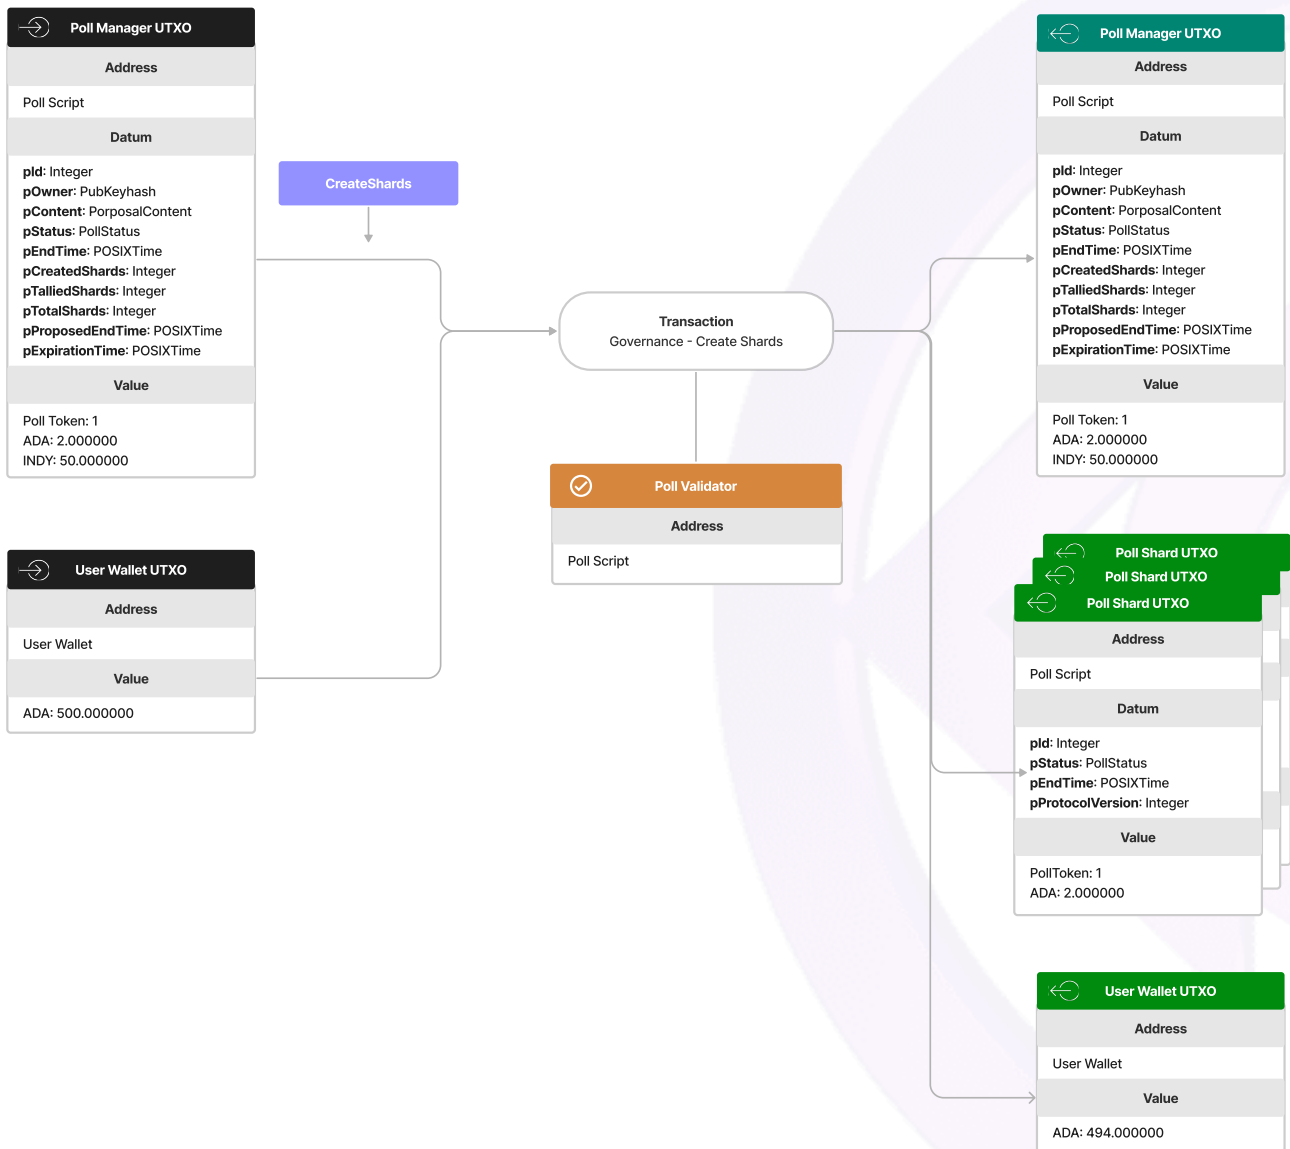 Poll Manager UTXO
Address
Poll Script
Datum
pId: Integer
pOwner: PubKeyhash
pContent: PorposalContent
pStatus: PollStatus
pEndTime: POSIXTime
pCreatedShards: Integer
pTalliedShards: Integer
pTotalShards: Integer
pProposedEndTime: POSIXTime
pExpirationTime: POSIXTime
Value
Poll Token: 1
ADA: 2.000000
INDY: 50.000000
User Wallet UTXO
Address
User Wallet
Value
ADA: 500.000000
CreateShards
Transaction
Governance - Create Shards
Poll Validator
Address
Poll Script
Poll Manager UTXO
Address
Poll Script
Datum
pId: Integer
pOwner: PubKeyhash
pContent: PorposalContent
pStatus: PollStatus
pEndTime: POSIXTime
pCreatedShards: Integer
pTalliedShards: Integer
pTotalShards: Integer
pProposedEndTime: POSIXTime
pExpirationTime: POSIXTime
Value
Poll Token: 1
ADA: 2.000000
INDY: 50.000000
Poll Shard UTXO
Poll Shard UTXO
Poll Shard UTXO
Address
Poll Script
Datum
pId: Integer
pStatus: PollStatus
pEndTime: POSIXTime
pProtocolVersion: Integer
Value
PollToken: 1
ADA: 2.000000
User Wallet UTXO
Address
User Wallet
Value
ADA: 494.000000